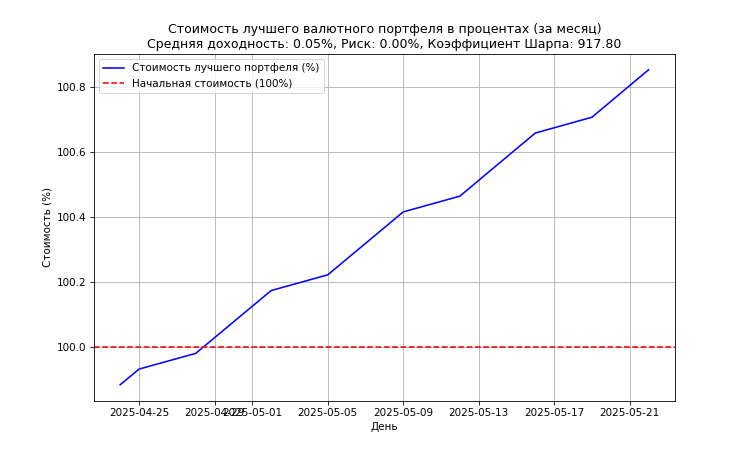 Стоимость лучшего валютного портфеля в процентах (за месяц)
Средняя доходность: 0.05%, Риск: 0.00%, Коэффициент Шарпа: 917.80
Стоимость лучшего портфеля (%)
Начальная стоимость (100%)
Стоимость (%)
100.8
100.6
100.4
100.2
100.0
2025-04-25 2025-04-29 2025-05-01 2025-05-05 2025-05-09 2025-05-13 2025-05-17 2025-05-21
День